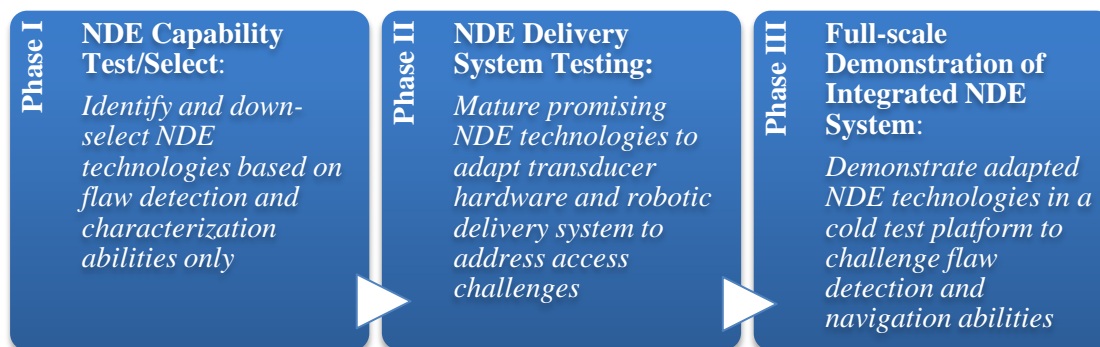 Phase I
NDE Capability
Test/Select:
Identify and down-
select NDE
technologies based on
flaw detection and
characterization
abilities only
Phase II
NDE Delivery
System Testing:
Mature promising
NDE technologies to
adapt transducer
hardware and robotic
delivery system to
address access
challenges
Phase III
Full-scale
Demonstration of
Integrated NDE
System:
Demonstrate adapted
NDE technologies in a
cold test platform to
challenge flaw
detection and
navigation abilities